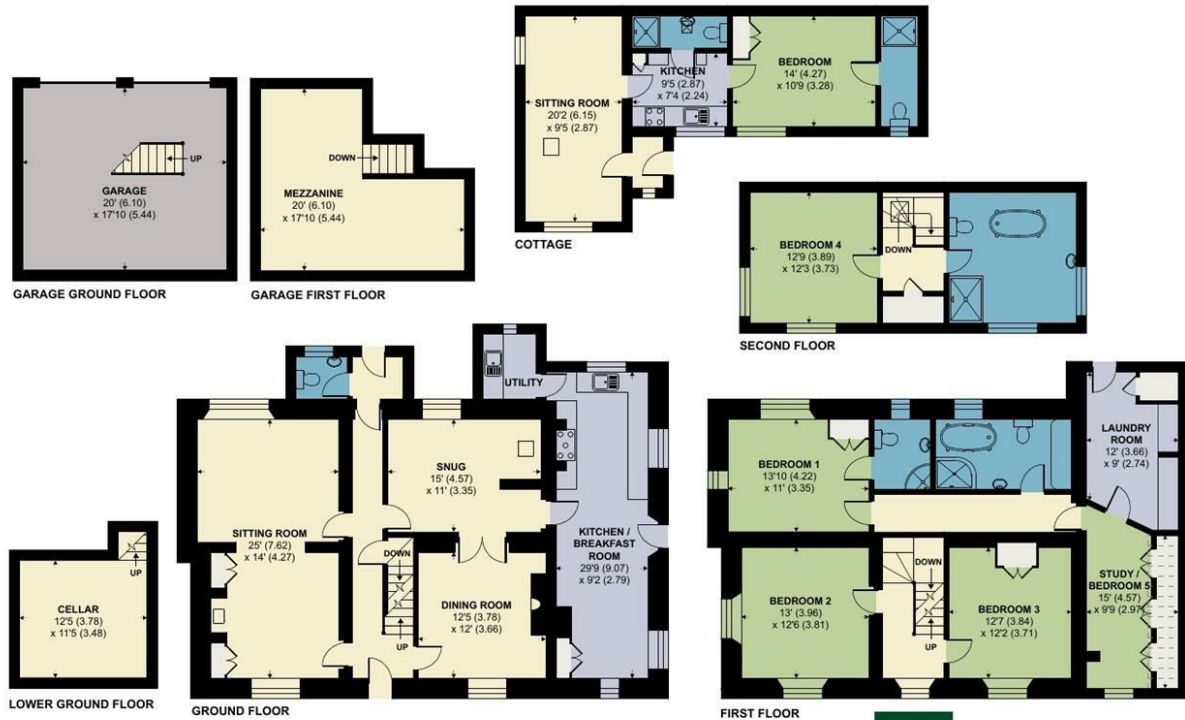 GARAGE
20' (6.10)
x 17'10 (5.44)
UP
GARAGE GROUND FLOOR
DOWN
MEZZANINE
20' (6.10)
x 17'10 (5.44)
GARAGE FIRST FLOOR
SITTING ROOM
20'2 (6.15)
x 9'5 (2.87)
KITCHEN
9'5 (2.87)
x 7'4 (2.24)
BEDROOM
14' (4.27)
x 10'9 (3.28)
COTTAGE
BEDROOM 4
12'9 (3.89)
x 12'3 (3.73)
DOWN
SECOND FLOOR
CELLAR
12'5 (3.78)
x 11'5 (3.48)
UP
LOWER GROUND FLOOR
UTILITY
SNUG
15' (4.57)
x 11' (3.35)
SITTING ROOM
25' (7.62)
x 14' (4.27)
KITCHEN /
BREAKFAST
ROOM
29'9 (9.07)
x 9'2 (2.79)
DOWN
UP
DINING ROOM
12'5 (3.78)
x 12' (3.66)
GROUND FLOOR
BEDROOM 1
13'10 (4.22)
x 11' (3.35)
LAUNDRY
ROOM
12' (3.66)
x 9' (2.74)
BEDROOM 2
13' (3.96)
x 12'6 (3.81)
DOWN
UP
BEDROOM 3
12'7 (3.84)
x 12'2 (3.71)
STUDY /
BEDROOM 5
15' (4.57)
x 9'9 (2.97)
FIRST FLOOR